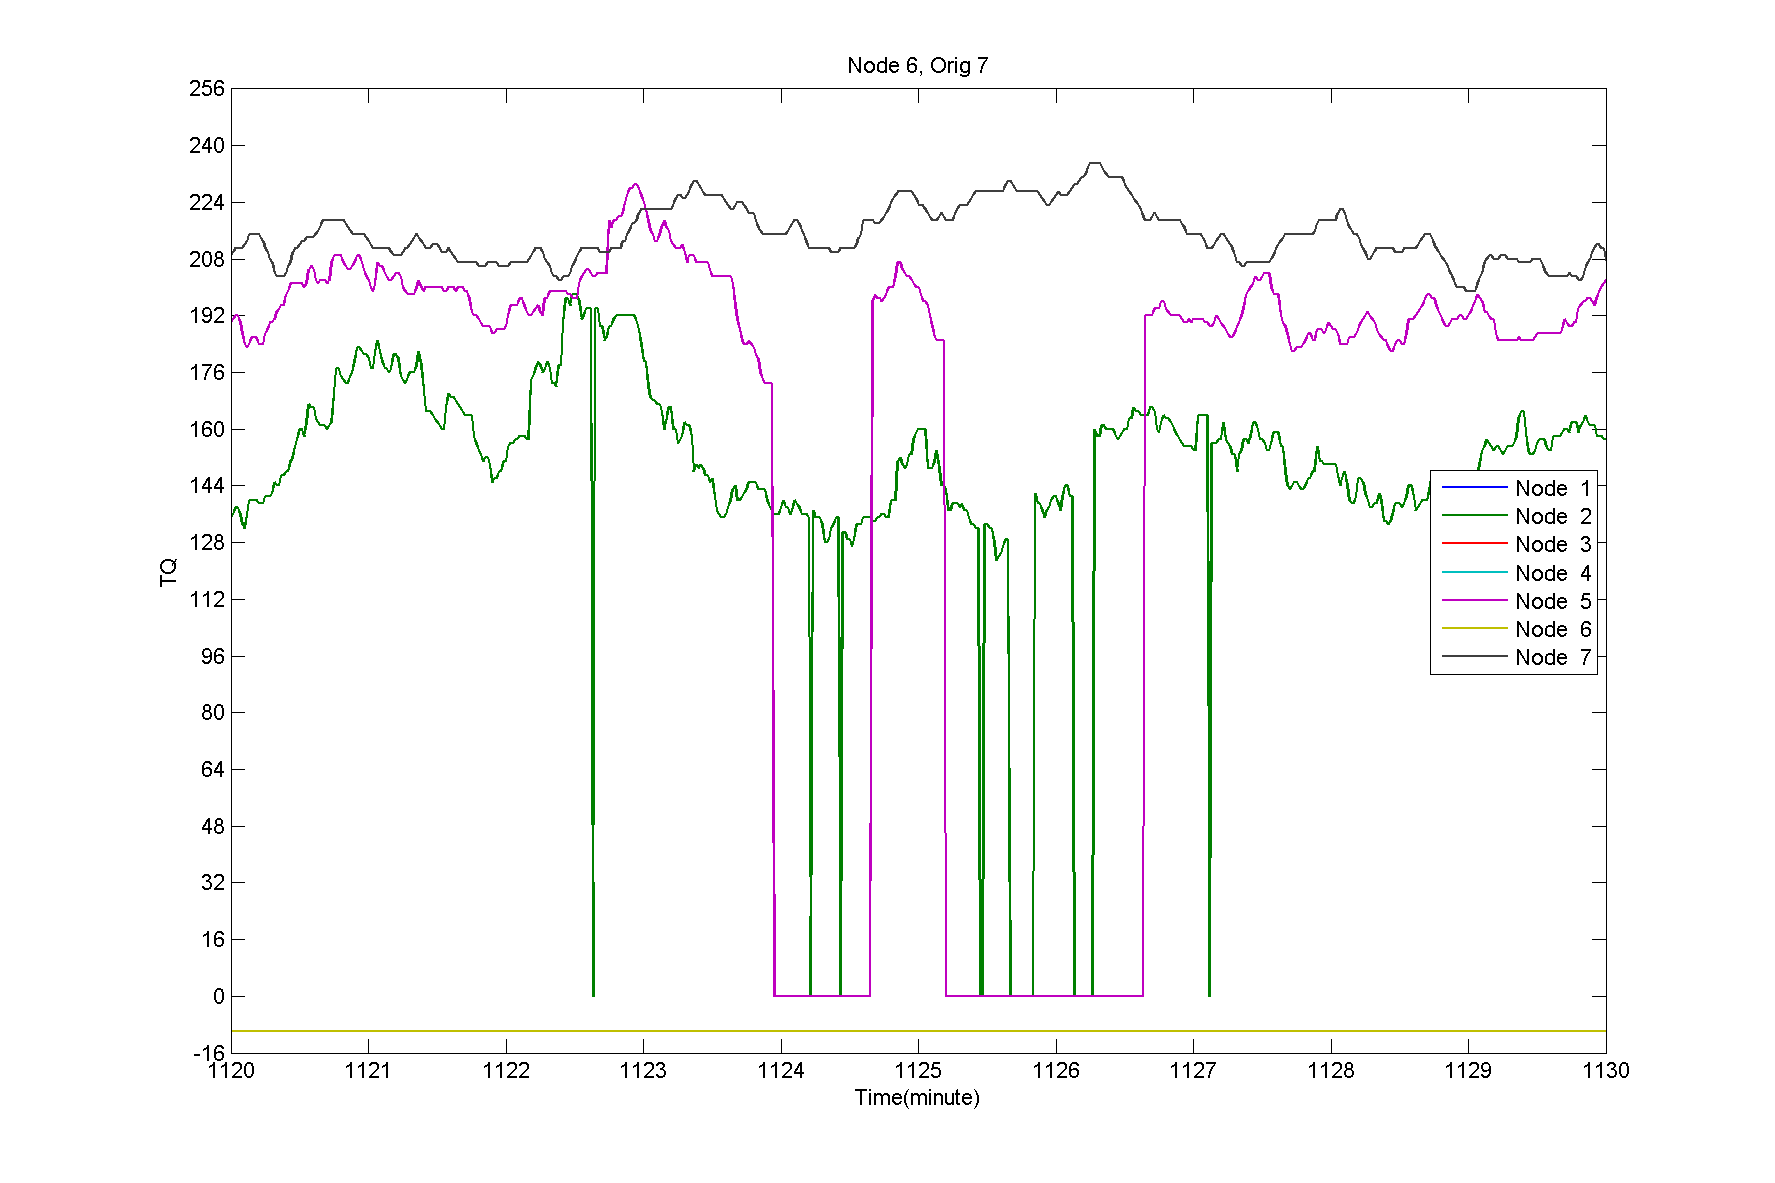 Node 6, Orig 7
256
240
224
208
192
176
160
144
128
112
96
80
64
48
32
16
0
-16
TQ
Node 1
Node 2
Node 3
Node 4
Node 5
Node 6
Node 7
1120 1121 1122 1123 1124 1125 1126 1127 1128 1129 1130
Time(minute)